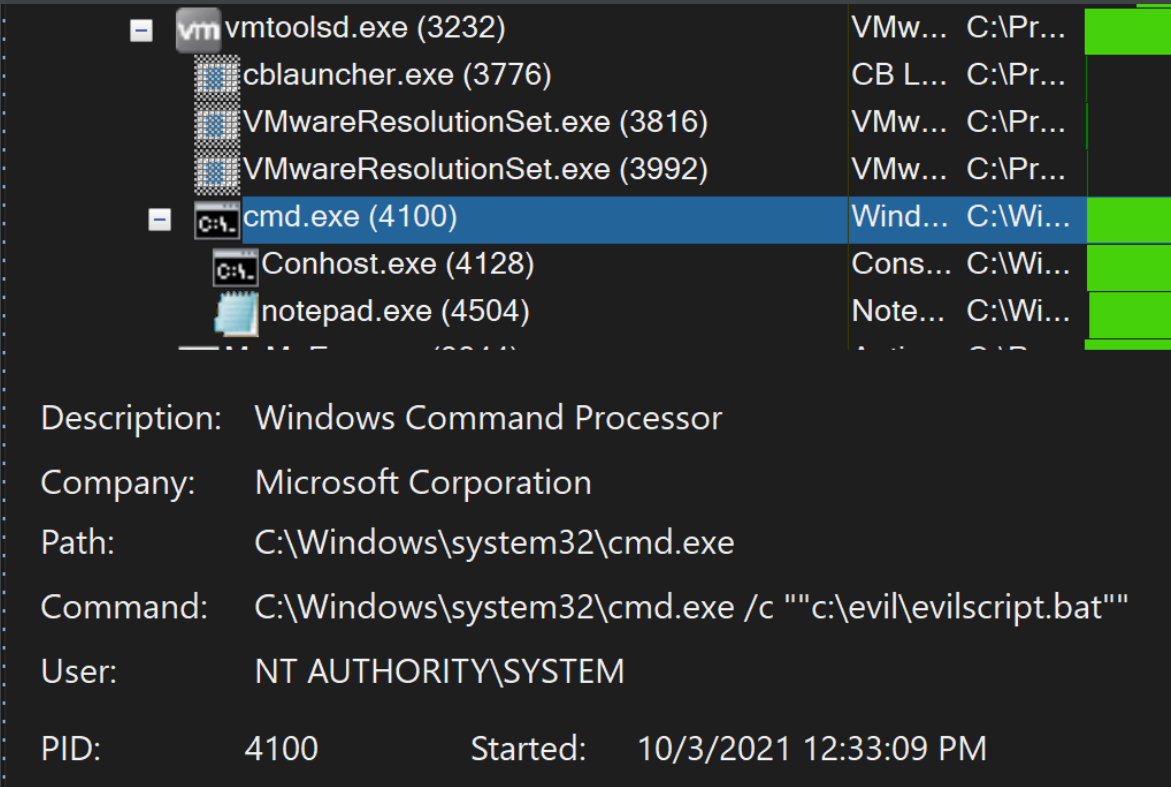 vm vmtoolsd.exe (3232) VMw... C:\Pr...
cblauncher.exe (3776) CB L... C:\Pr...
VMwareResolutionSet.exe (3816) VMw... C:\Pr...
VMwareResolutionSet.exe (3992) VMw... C:\Pr...
C:\_ cmd.exe (4100) Wind... C:\Wi...
C:\_ Conhost.exe (4128) Cons... C:\Wi...
notepad.exe (4504) Note... C:\Wi...
Description: Windows Command Processor
Company: Microsoft Corporation
Path: C:\Windows\system32\cmd.exe
Command: C:\Windows\system32\cmd.exe /c ""c:\evil\evilscript.bat""
User: NT AUTHORITY\SYSTEM
PID: 4100 Started: 10/3/2021 12:33:09 PM